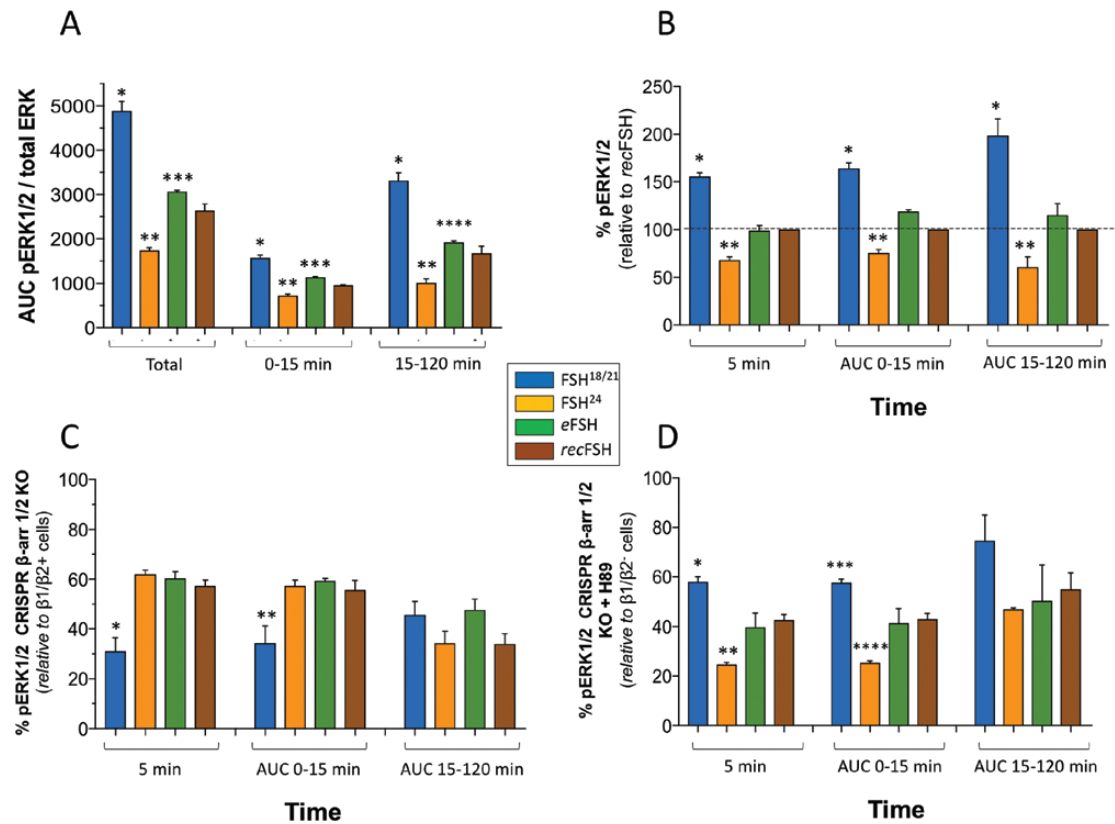 A
AUC pERK1/2 / total ERK
5000
4000
3000
2000
1000
0
*
**
***
*
**
***
*
**
****
Total
0-15 min
15-120 min
B
% pERK1/2
(relative to recFSH)
250
200
150
100
50
0
*
**
*
**
*
**
5 min
AUC 0-15 min
AUC 15-120 min
Time
FSH18/21
FSH24
eFSH
recFSH
C
% pERK1/2 CRISPR β-arr 1/2 KO
(relative to β1/β2+ cells)
100
80
60
40
20
0
*
**
5 min
AUC 0-15 min
AUC 15-120 min
Time
D
% pERK1/2 CRISPR β-arr 1/2
KO + H89
(relative to β1/β2- cells)
100
80
60
40
20
0
*
**
***
****
5 min
AUC 0-15 min
AUC 15-120 min
Time